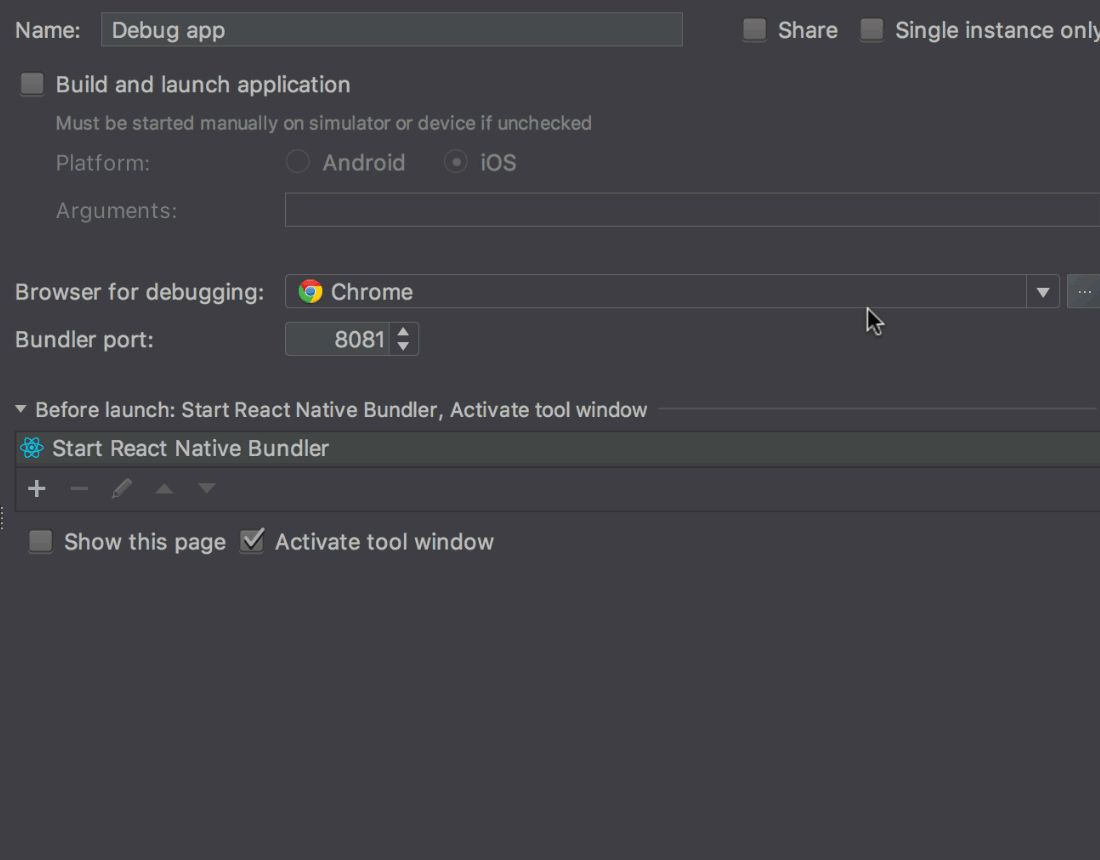 Name: Debug app Share Single instance only
Build and launch application
Must be started manually on simulator or device if unchecked
Platform: Android iOS
Arguments:
Browser for debugging: Chrome ...
Bundler port: 8081
Before launch: Start React Native Bundler, Activate tool window
Start React Native Bundler
Show this page Activate tool window